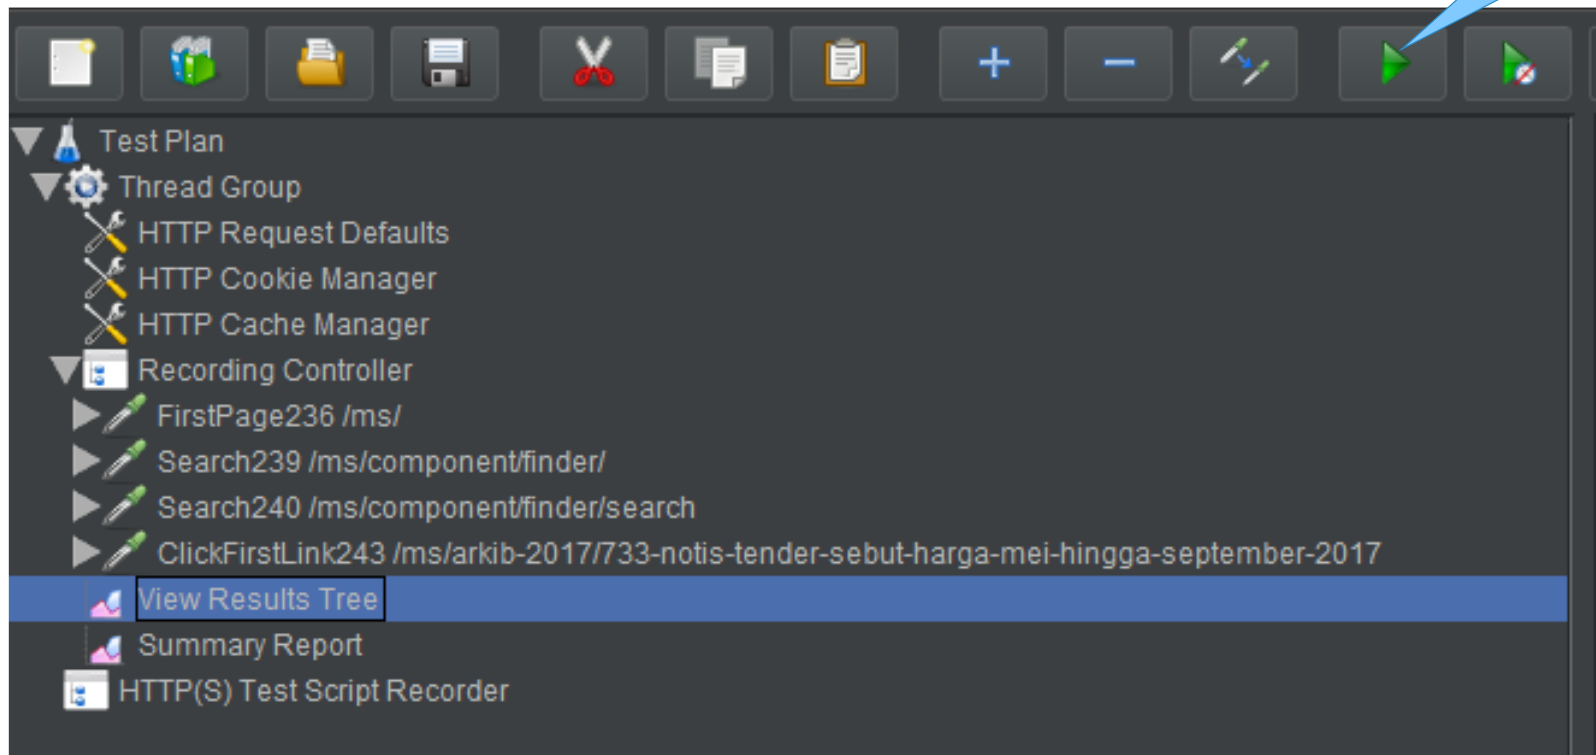 Test Plan
Thread Group
HTTP Request Defaults
HTTP Cookie Manager
HTTP Cache Manager
Recording Controller
FirstPage236 /ms/
Search239 /ms/component/finder/
Search240 /ms/component/finder/search
ClickFirstLink243 /ms/arkib-2017/733-notis-tender-sebut-harga-mei-hingga-september-2017
View Results Tree
Summary Report
HTTP(S) Test Script Recorder